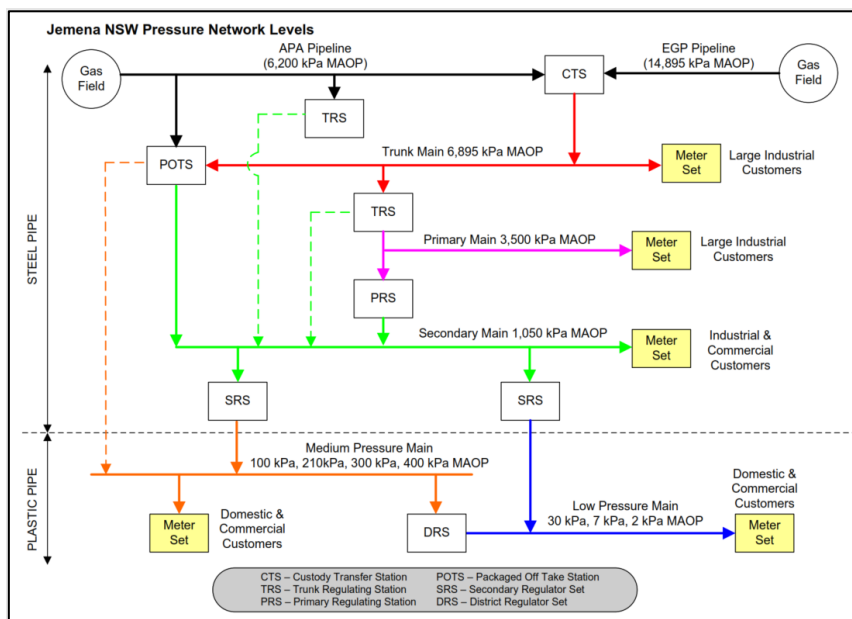 Jemena NSW Pressure Network Levels
APA Pipeline
(6,200 kPa MAOP)
EGP Pipeline
(14,895 kPa MAOP)
Gas
Field
CTS
Gas
Field
TRS
POTS
Trunk Main 6,895 kPa MAOP
Meter
Set
Large Industrial
Customers
TRS
STEEL PIPE
Primary Main 3,500 kPa MAOP
Meter
Set
Large Industrial
Customers
PRS
Secondary Main 1,050 kPa MAOP
Meter
Set
Industrial &
Commercial
Customers
SRS
SRS
PLASTIC PIPE
Medium Pressure Main
100 kPa, 210kPa, 300 kPa, 400 kPa MAOP
Meter
Set
Domestic &
Commercial
Customers
DRS
Low Pressure Main
30 kPa, 7 kPa, 2 kPa MAOP
Domestic &
Commercial
Customers
Meter
Set
CTS – Custody Transfer Station
POTS – Packaged Off Take Station
TRS – Trunk Regulating Station
SRS – Secondary Regulator Set
PRS – Primary Regulating Station
DRS – District Regulator Set